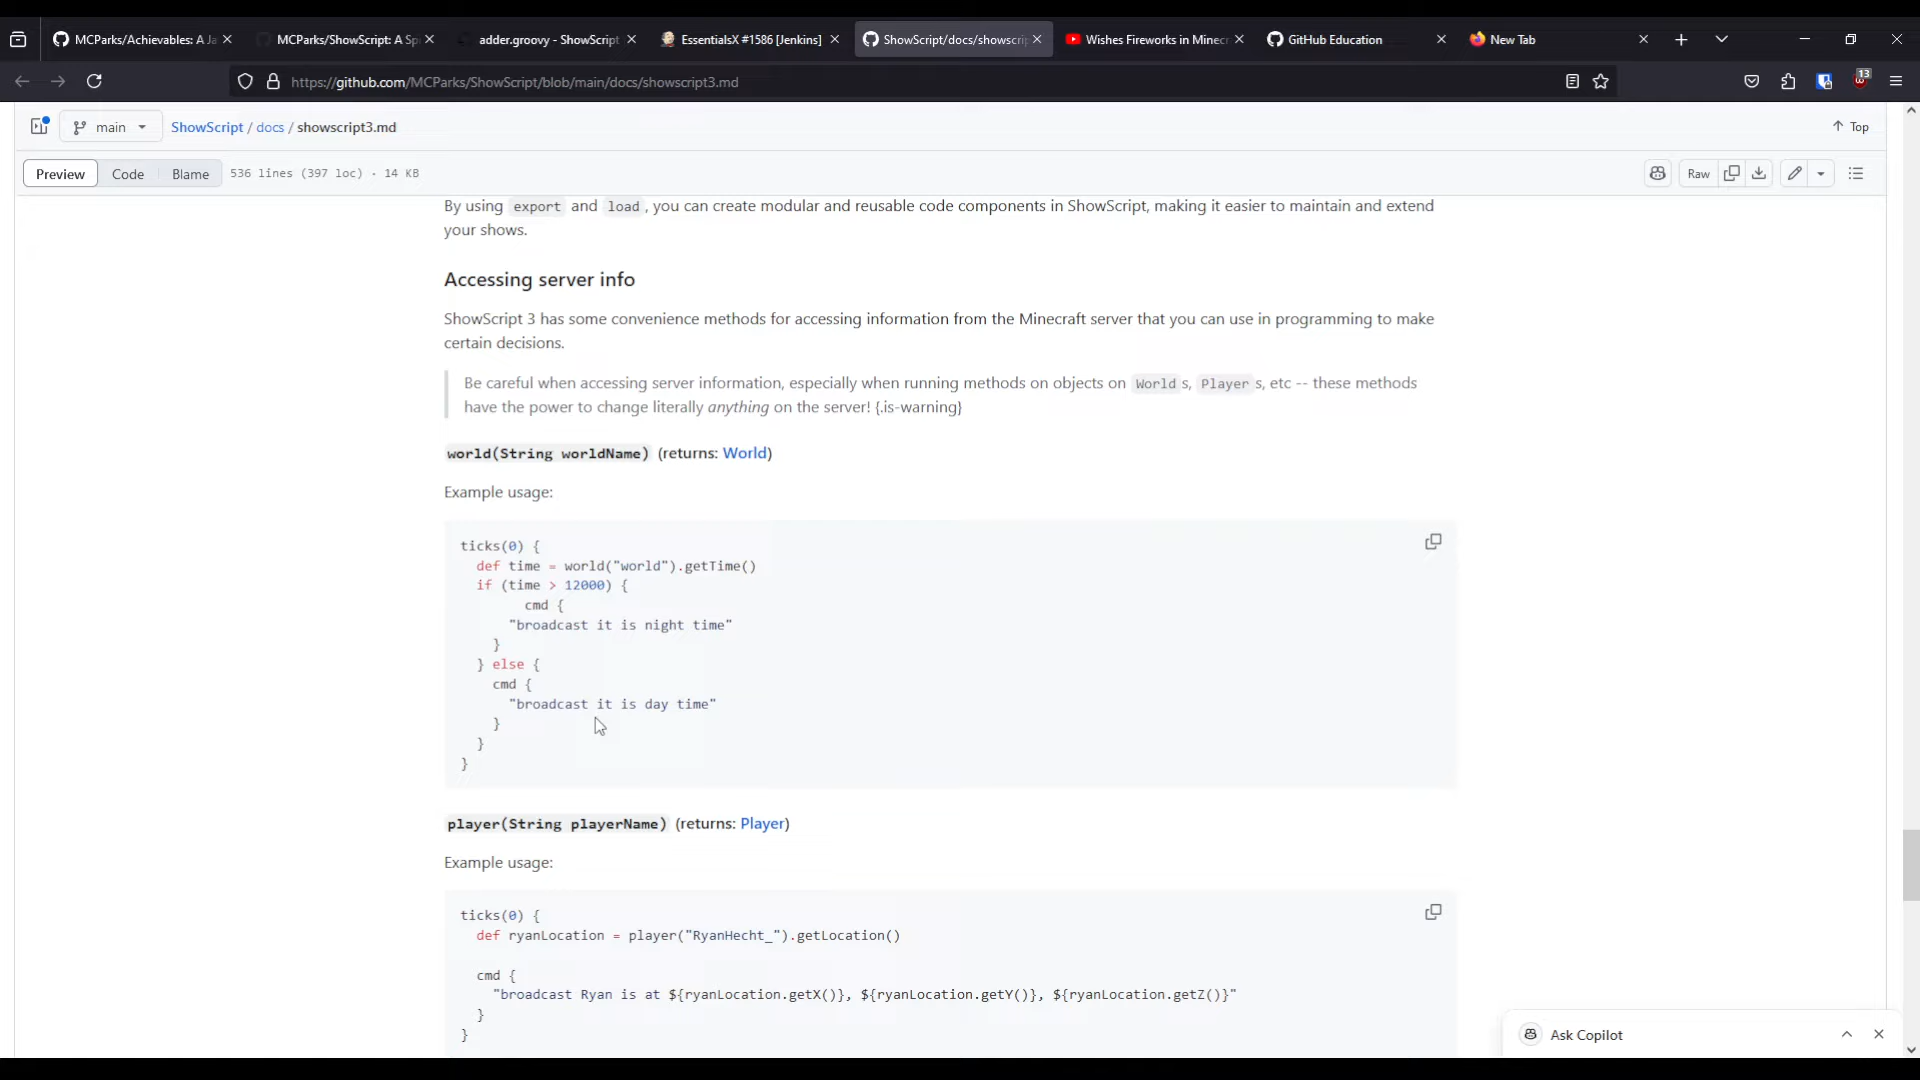 MCParks/Achievables: A Ja
MCParks/ShowScript: A Sp
adder.groovy - ShowScript
EssentialsX #1586 [Jenkins]
ShowScript/docs/showscri
Wishes Fireworks in Minecr
GitHub Education
New Tab
https://github.com/MCParks/ShowScript/blob/main/docs/showscript3.md
13
main
ShowScript / docs / showscript3.md
Top
Preview
Code
Blame
536 lines (397 loc) · 14 KB
Raw
By using export and load, you can create modular and reusable code components in ShowScript, making it easier to maintain and extend
your shows.
Accessing server info
ShowScript 3 has some convenience methods for accessing information from the Minecraft server that you can use in programming to make
certain decisions.
Be careful when accessing server information, especially when running methods on objects on World s, Player s, etc -- these methods
have the power to change literally anything on the server! {.is-warning}
world(String worldName) (returns: World)
Example usage:
ticks(0) {
def time = world("world").getTime()
if (time > 12000) {
cmd {
"broadcast it is night time"
}
} else {
cmd {
"broadcast it is day time"
}
}
}
player(String playerName) (returns: Player)
Example usage:
ticks(0) {
def ryanLocation = player("RyanHecht_").getLocation()
cmd {
"broadcast Ryan is at ${ryanLocation.getX()}, ${ryanLocation.getY()}, ${ryanLocation.getZ()}"
}
}
Ask Copilot